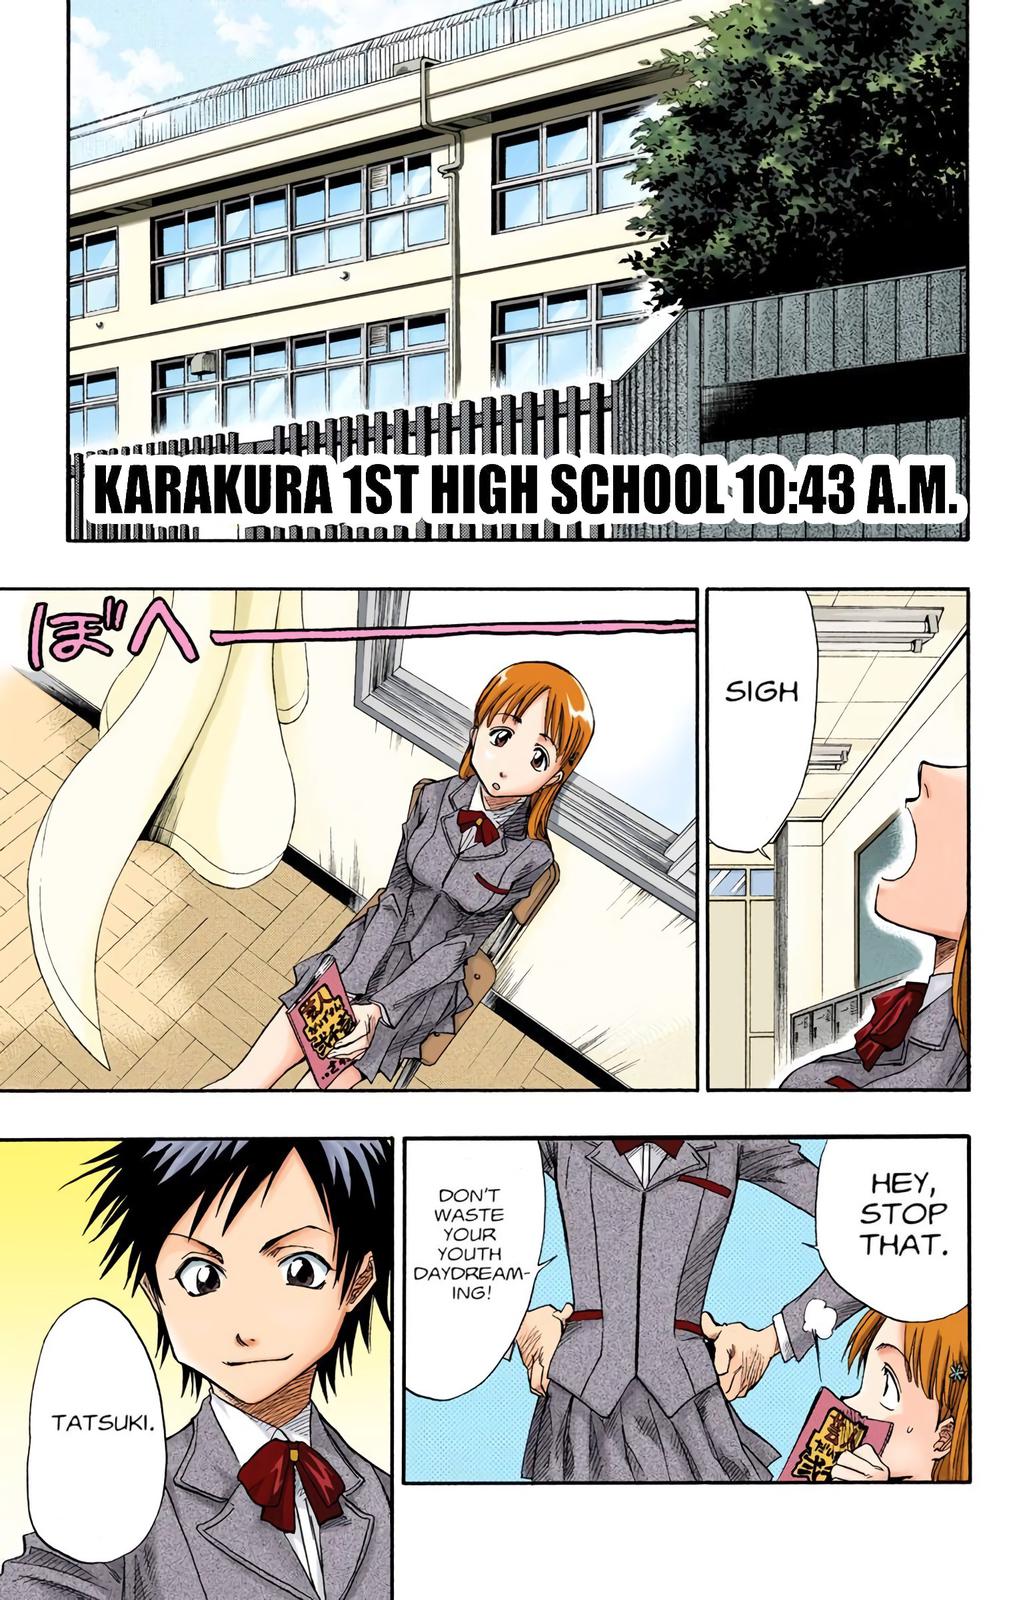 KARAKURA 1ST HIGH SCHOOL 10:43 A.M.
SIGH
ぼへ
HEY,
STOP
THAT.
DON'T
WASTE
YOUR
YOUTH
DAYDREAM-
ING!
TATSUKI.